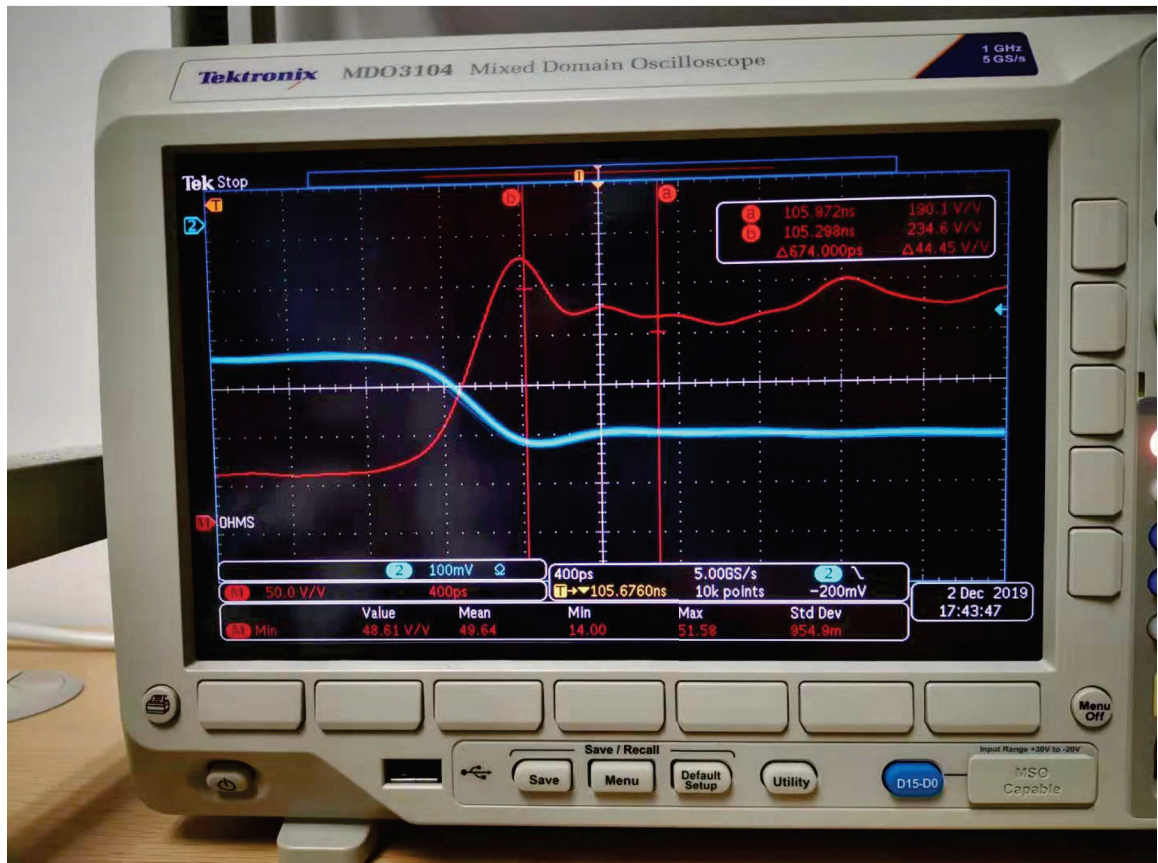 Tektronix MDO3104 Mixed Domain Oscilloscope
1 GHz
5 GS/s
Tek Stop
T
T
2
b
a
a 105.972ns 190.1 V/V
b 105.298ns 234.6 V/V
Δ674.000ps Δ44.45 V/V
M OHMS
2 100mV Ω
M 50.0 V/V 400ps
400ps 5.00GS/s 2
T→▼105.6760ns 10k points -200mV
2 Dec 2019
17:43:47
Value Mean Min Max Std Dev
M Min 48.61 V/V 49.64 14.00 51.58 954.9m
Menu
Off
Save / Recall
Save
Menu
Default
Setup
Utility
D15-D0
Input Range +30V to -20V
MSO
Capable